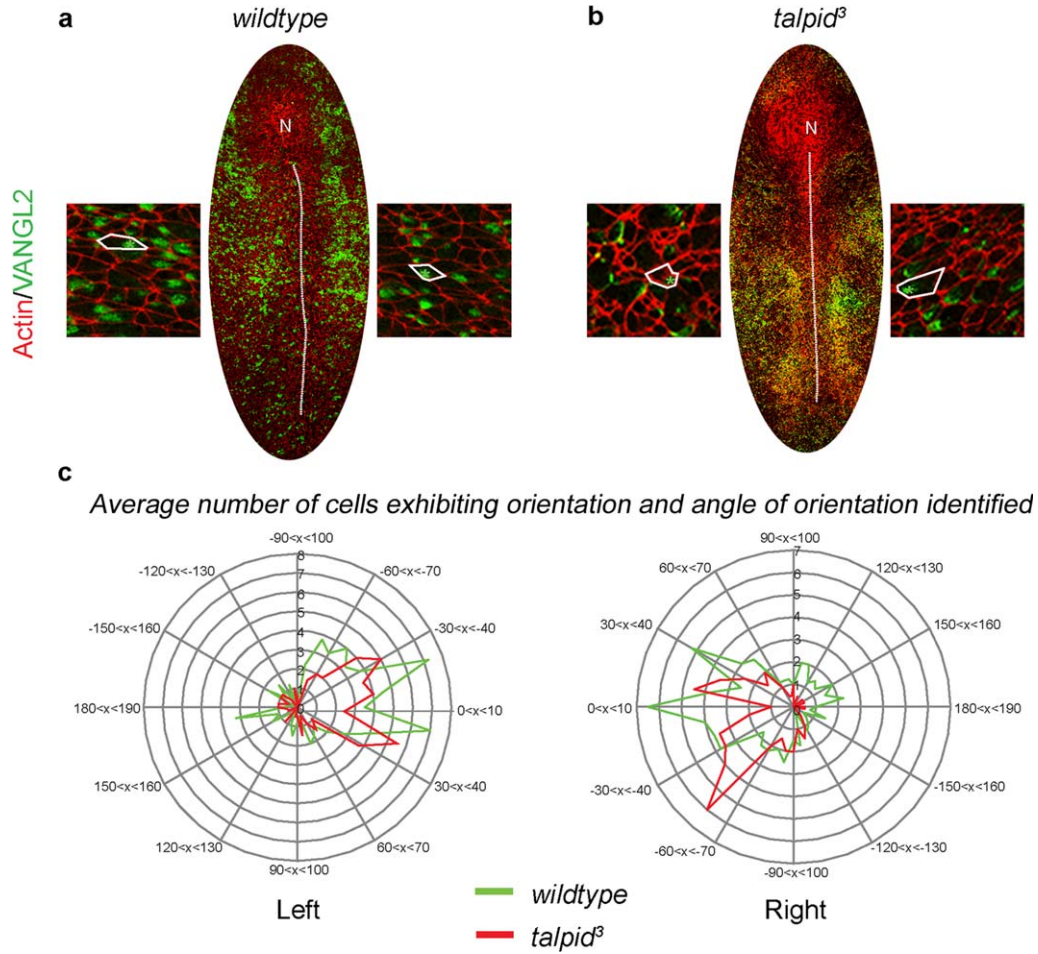 a
wildtype
b
talpid³
Actin/VANGL2
N
N
c
Average number of cells exhibiting orientation and angle of orientation identified
-90<x<100
-60<x<-70
-30<x<-40
0<x<10
30<x<40
60<x<70
90<x<100
120<x<130
150<x<160
180<x<190
-150<x<160
-120<x<-130
8
7
6
5
4
3
2
1
0
Left
90<x<100
120<x<130
150<x<160
180<x<190
-150<x<160
-120<x<-130
-90<x<100
-60<x<-70
-30<x<-40
0<x<10
30<x<40
60<x<70
7
6
5
4
3
2
1
0
Right
wildtype
talpid³